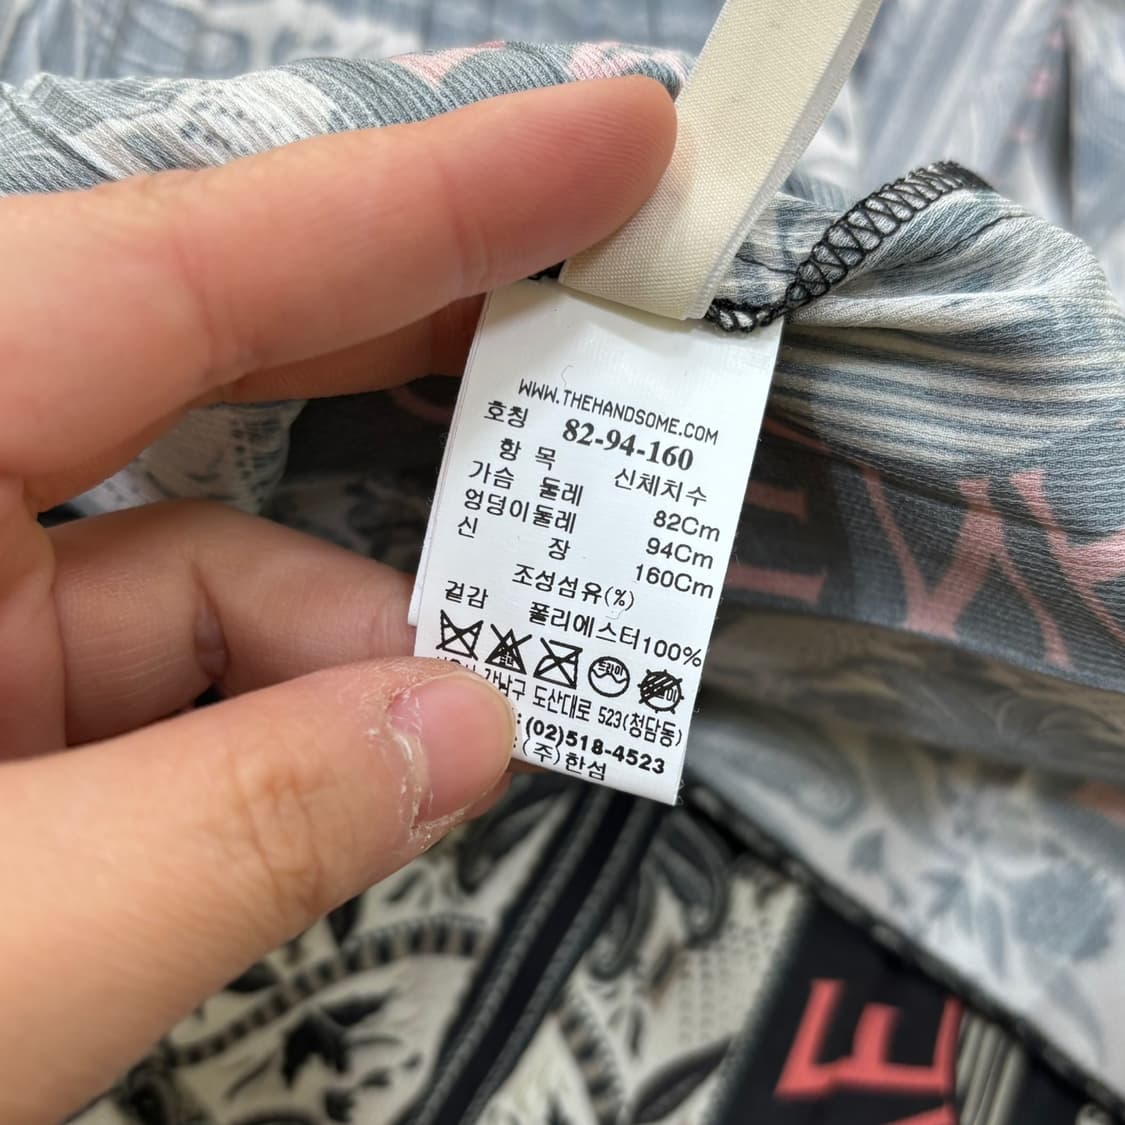 WWW.THEHANDSOME.COM
호칭 82-94-160
항 목 신체치수
가슴 둘레 82Cm
엉덩이둘레 94Cm
신 장 160Cm
조성섬유(%)
겉감 폴리에스터100%
드라이
강남구 도산대로 523(청담동)
:(02)518-4523
:(주)한섬